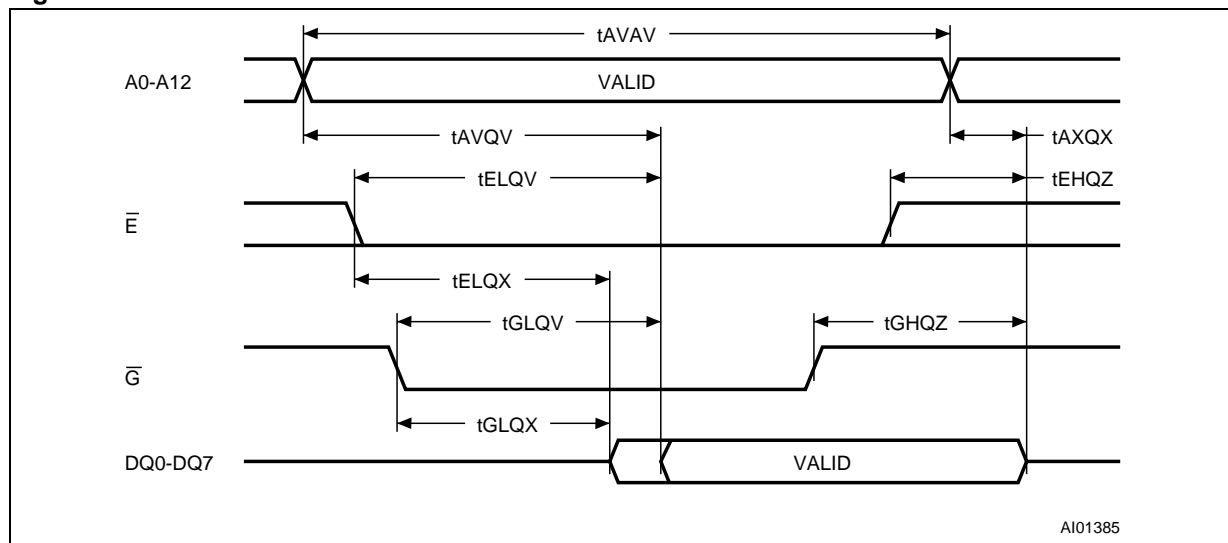 tAVAV
A0-A12 VALID
tAVQV tAXQX
tELQV tEHQZ
E̅
tELQX
tGLQV tGHQZ
G̅
tGLQX
DQ0-DQ7 VALID
AI01385